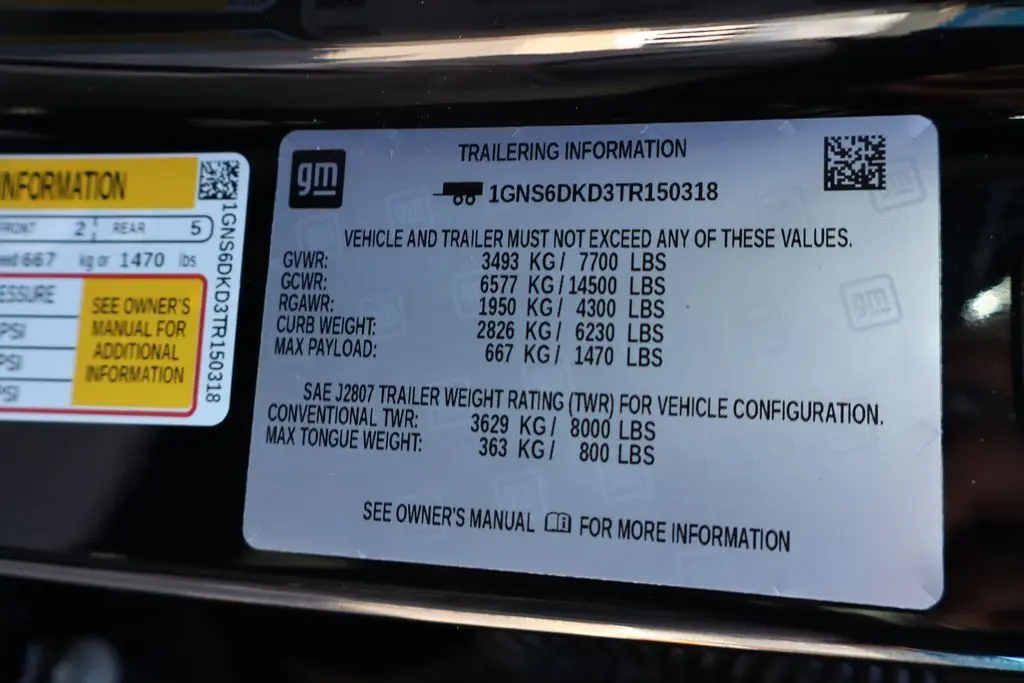 INFORMATION
FRONT 2 REAR 5
667 kg or 1470 lbs
ESSURE
PSI
PSI
PSI
SEE OWNER'S
MANUAL FOR
ADDITIONAL
INFORMATION
1GNS6DKD3TR150318
gm
TRAILERING INFORMATION
1GNS6DKD3TR150318
VEHICLE AND TRAILER MUST NOT EXCEED ANY OF THESE VALUES.
GVWR: 3493 KG/ 7700 LBS
GCWR: 6577 KG/14500 LBS
RGAWR: 1950 KG/ 4300 LBS
CURB WEIGHT: 2826 KG/ 6230 LBS
MAX PAYLOAD: 667 KG/ 1470 LBS
SAE J2807 TRAILER WEIGHT RATING (TWR) FOR VEHICLE CONFIGURATION.
CONVENTIONAL TWR: 3629 KG/ 8000 LBS
MAX TONGUE WEIGHT: 363 KG/ 800 LBS
SEE OWNER'S MANUAL FOR MORE INFORMATION